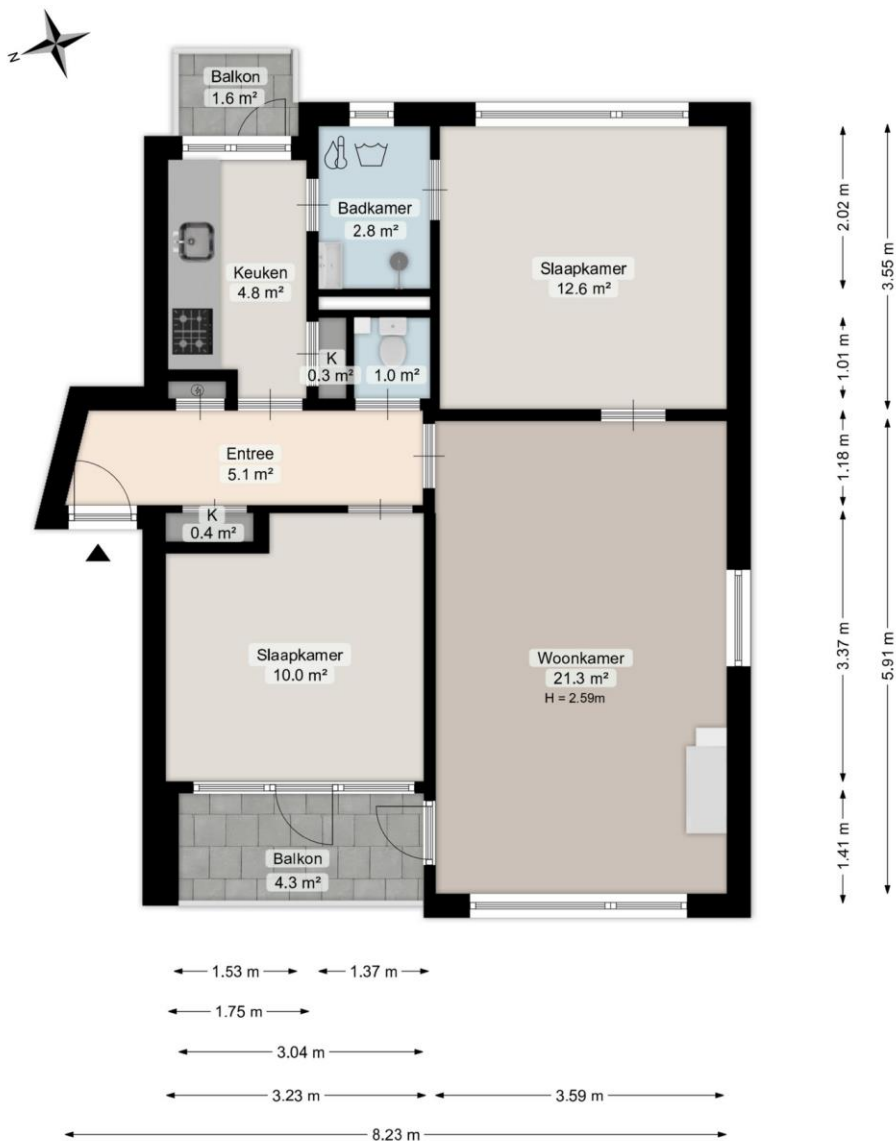 N
Balkon
1.6 m²
Badkamer
2.8 m²
Slaapkamer
12.6 m²
Keuken
4.8 m²
K
0.3 m²
1.0 m²
Entree
5.1 m²
K
0.4 m²
Slaapkamer
10.0 m²
Woonkamer
21.3 m²
H = 2.59m
Balkon
4.3 m²
2.02 m
3.55 m
1.01 m
1.18 m
3.37 m
5.91 m
1.41 m
1.53 m
1.37 m
1.75 m
3.04 m
3.23 m
3.59 m
8.23 m